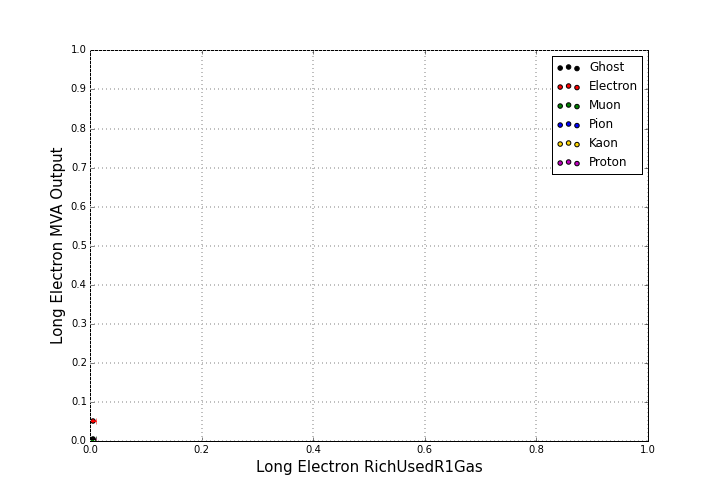 1.0
0.9
0.8
0.7
0.6
0.5
0.4
0.3
0.2
0.1
0.0
Long Electron MVA Output
Ghost
Electron
Muon
Pion
Kaon
Proton
0.0 0.2 0.4 0.6 0.8 1.0
Long Electron RichUsedR1Gas